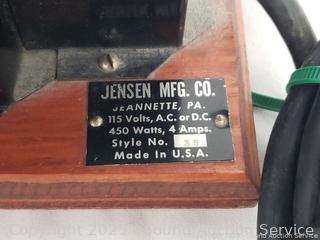 JENSEN MFG. CO.
JEANNETTE, PA.
115 Volts, A.C. or D.C.
450 Watts, 4 Amps.
Style No. 35
Made in U.S.A.